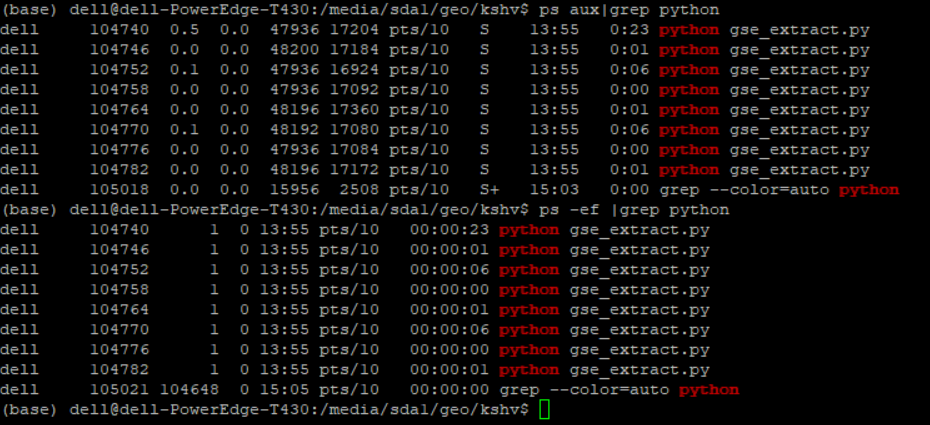 (base) dell@dell-PowerEdge-T430:/media/sda1/geo/kshv$ ps aux|grep python
dell 104740 0.5 0.0 47936 17204 pts/10 S 13:55 0:23 python gse_extract.py
dell 104746 0.0 0.0 48200 17184 pts/10 S 13:55 0:01 python gse_extract.py
dell 104752 0.1 0.0 47936 16924 pts/10 S 13:55 0:06 python gse_extract.py
dell 104758 0.0 0.0 47936 17092 pts/10 S 13:55 0:00 python gse_extract.py
dell 104764 0.0 0.0 48196 17360 pts/10 S 13:55 0:01 python gse_extract.py
dell 104770 0.1 0.0 48192 17080 pts/10 S 13:55 0:06 python gse_extract.py
dell 104776 0.0 0.0 47936 17084 pts/10 S 13:55 0:00 python gse_extract.py
dell 104782 0.0 0.0 48196 17172 pts/10 S 13:55 0:01 python gse_extract.py
dell 105018 0.0 0.0 15956 2508 pts/10 S+ 15:03 0:00 grep --color=auto python
(base) dell@dell-PowerEdge-T430:/media/sda1/geo/kshv$ ps -ef |grep python
dell 104740 1 0 13:55 pts/10 00:00:23 python gse_extract.py
dell 104746 1 0 13:55 pts/10 00:00:01 python gse_extract.py
dell 104752 1 0 13:55 pts/10 00:00:06 python gse_extract.py
dell 104758 1 0 13:55 pts/10 00:00:00 python gse_extract.py
dell 104764 1 0 13:55 pts/10 00:00:01 python gse_extract.py
dell 104770 1 0 13:55 pts/10 00:00:06 python gse_extract.py
dell 104776 1 0 13:55 pts/10 00:00:00 python gse_extract.py
dell 104782 1 0 13:55 pts/10 00:00:01 python gse_extract.py
dell 105021 104648 0 15:05 pts/10 00:00:00 grep --color=auto python
(base) dell@dell-PowerEdge-T430:/media/sda1/geo/kshv$